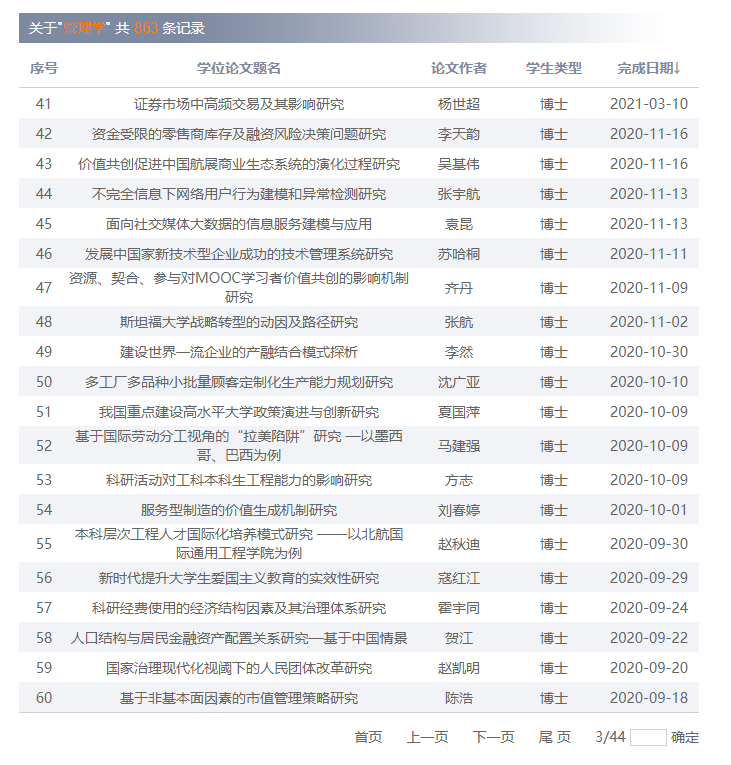 关于"管理学" 共 863 条记录
序号 学位论文题名 论文作者 学生类型 完成日期↓
41 证券市场中高频交易及其影响研究 杨世超 博士 2021-03-10
42 资金受限的零售商库存及融资风险决策问题研究 李天韵 博士 2020-11-16
43 价值共创促进中国航展商业生态系统的演化过程研究 吴基伟 博士 2020-11-16
44 不完全信息下网络用户行为建模和异常检测研究 张宇航 博士 2020-11-13
45 面向社交媒体大数据的信息服务建模与应用 袁昆 博士 2020-11-13
46 发展中国家新技术型企业成功的技术管理系统研究 苏哈桐 博士 2020-11-11
47 资源、契合、参与对MOOC学习者价值共创的影响机制
研究 齐丹 博士 2020-11-09
48 斯坦福大学战略转型的动因及路径研究 张航 博士 2020-11-02
49 建设世界一流企业的产融结合模式探析 李然 博士 2020-10-30
50 多工厂多品种小批量顾客定制化生产能力规划研究 沈广亚 博士 2020-10-10
51 我国重点建设高水平大学政策演进与创新研究 夏国萍 博士 2020-10-09
52 基于国际劳动分工视角的“拉美陷阱”研究 —以墨西
哥、巴西为例 马建强 博士 2020-10-09
53 科研活动对工科本科生工程能力的影响研究 方志 博士 2020-10-09
54 服务型制造的价值生成机制研究 刘春婷 博士 2020-10-01
55 本科层次工程人才国际化培养模式研究 ——以北航国
际通用工程学院为例 赵秋迪 博士 2020-09-30
56 新时代提升大学生爱国主义教育的实效性研究 寇红江 博士 2020-09-29
57 科研经费使用的经济结构因素及其治理体系研究 霍宇同 博士 2020-09-24
58 人口结构与居民金融资产配置关系研究—基于中国情景 贺江 博士 2020-09-22
59 国家治理现代化视阈下的人民团体改革研究 赵凯明 博士 2020-09-20
60 基于非基本面因素的市值管理策略研究 陈浩 博士 2020-09-18
首页 上一页 下一页 尾 页 3/44 确定